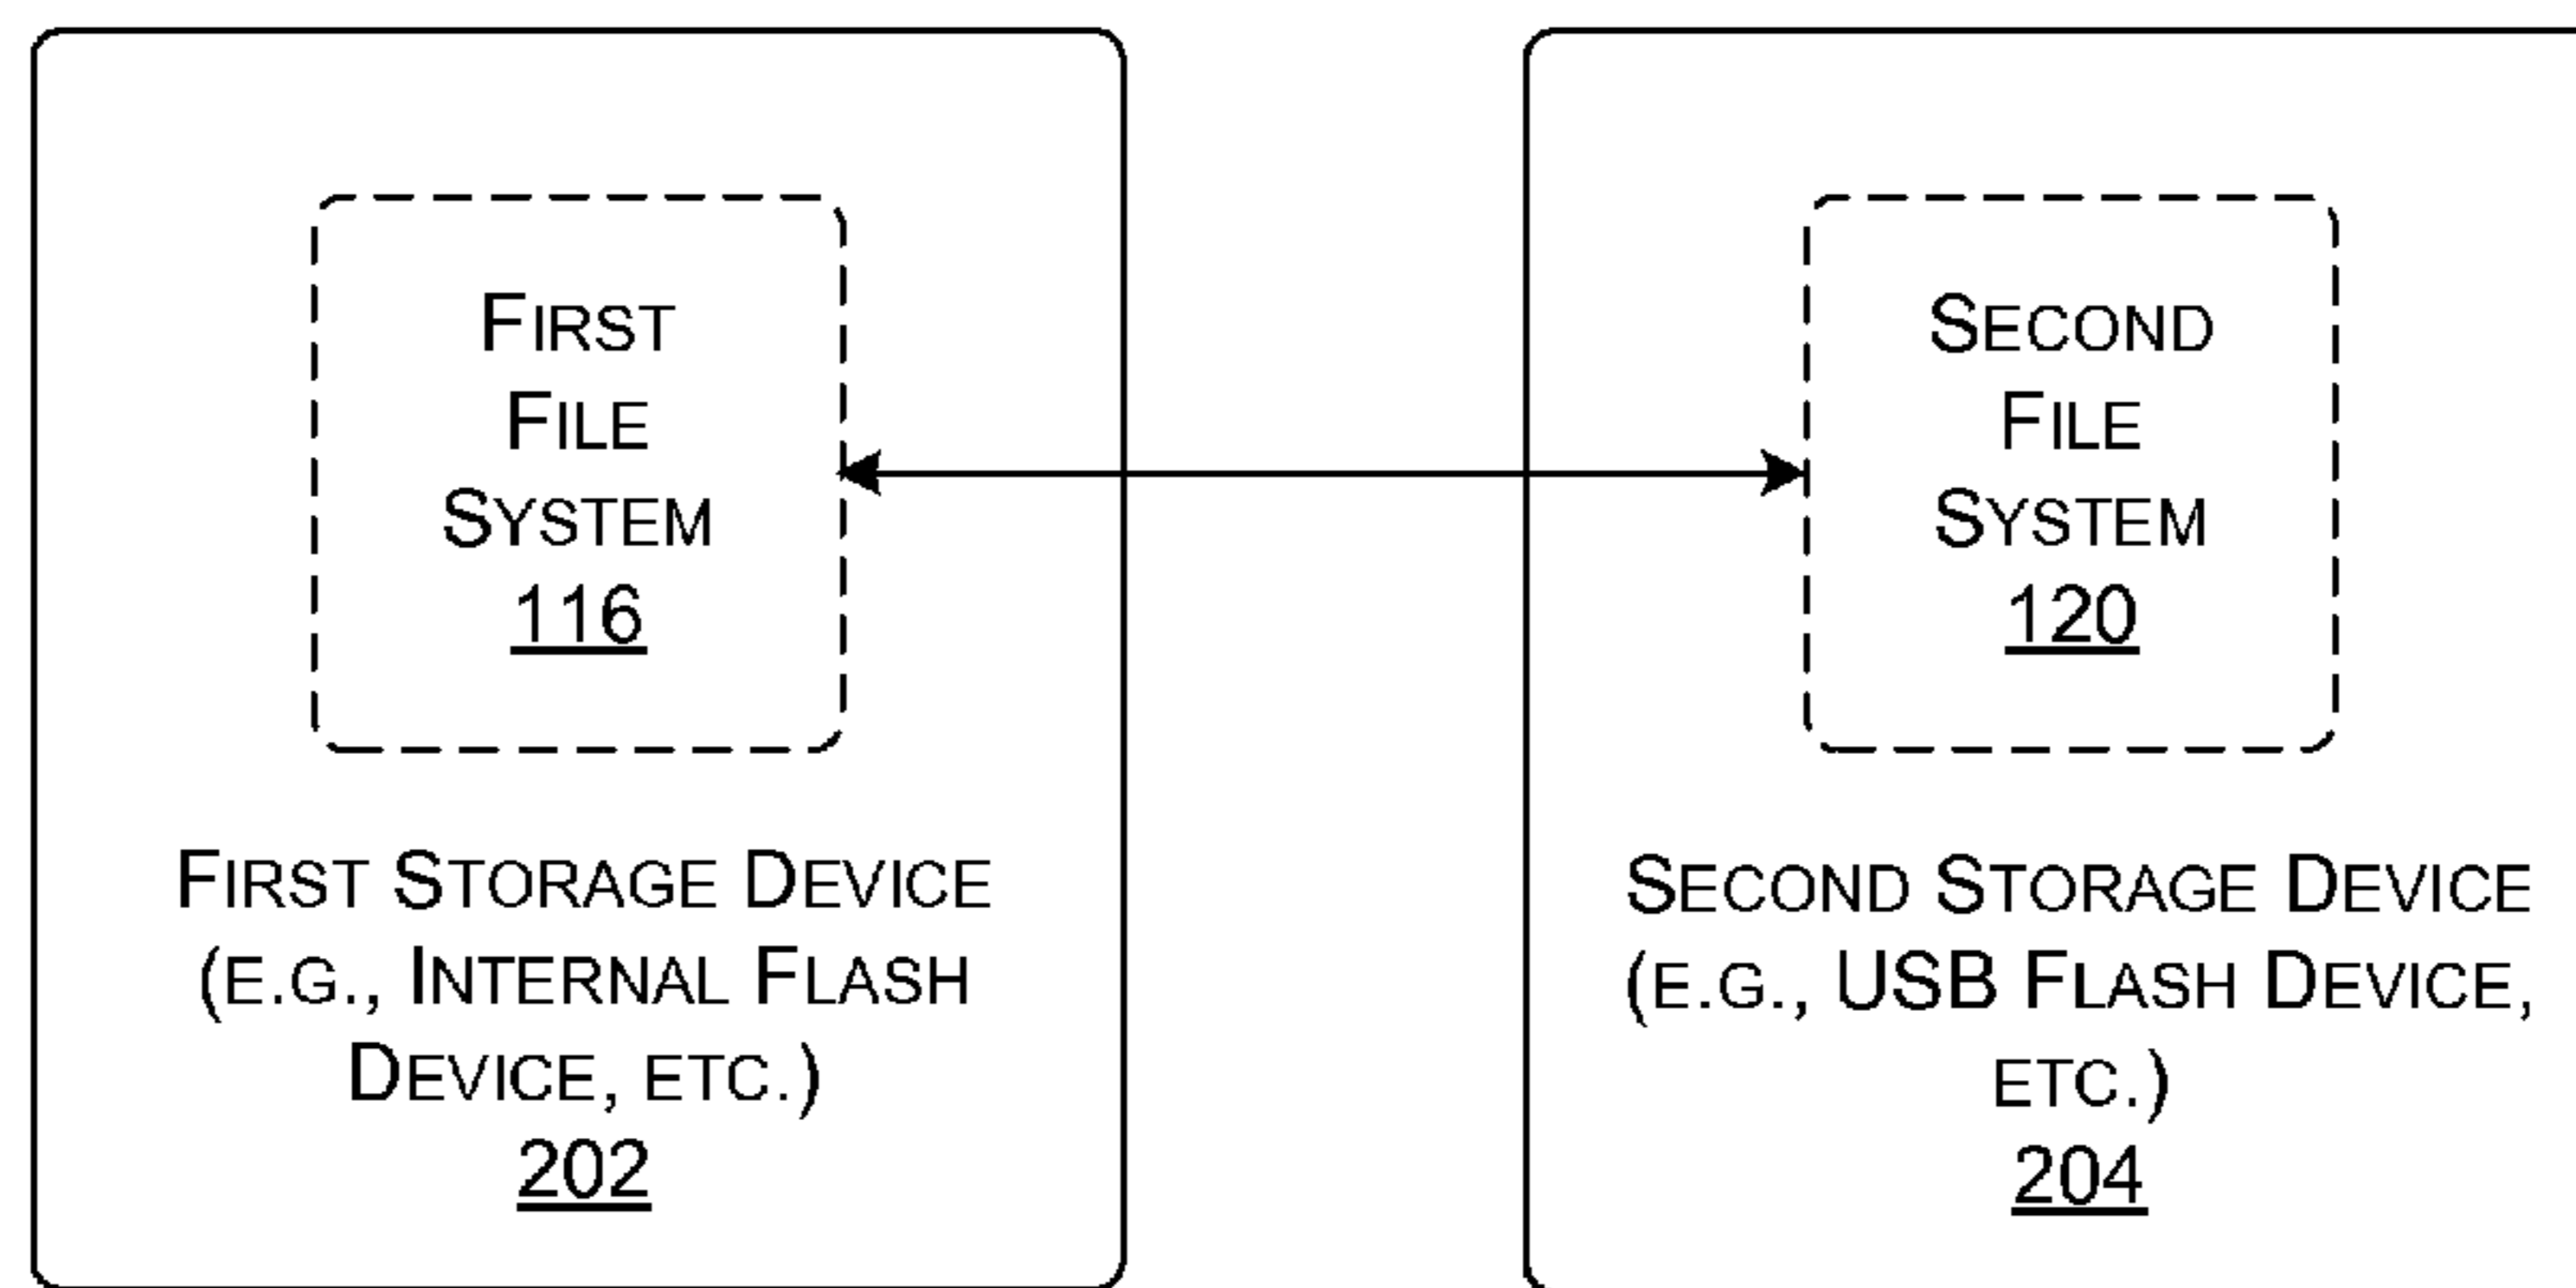 FIRST
FILE
SYSTEM
116
FIRST STORAGE DEVICE
(E.G., INTERNAL FLASH
DEVICE, ETC.)
202
SECOND
FILE
SYSTEM
120
SECOND STORAGE DEVICE
(E.G., USB FLASH DEVICE,
ETC.)
204